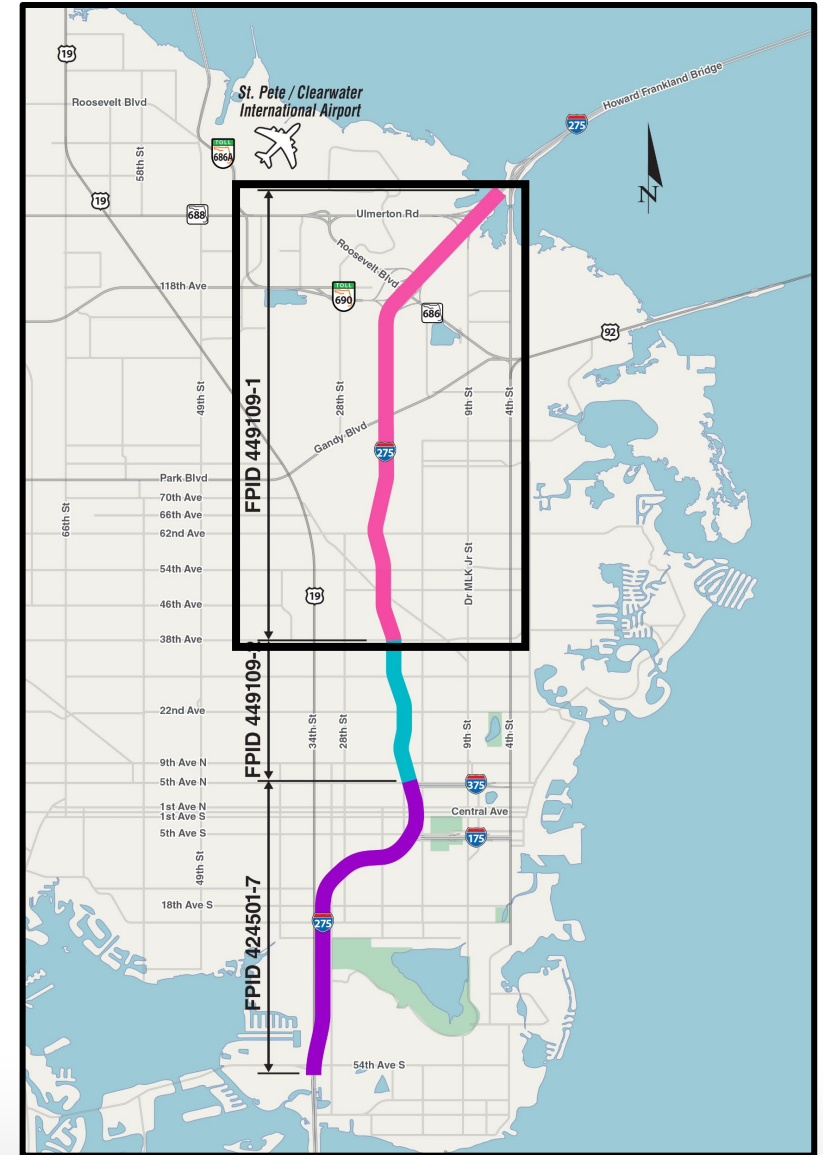 19
Roosevelt Blvd
58th St
St. Pete / Clearwater
International Airport
TOLL
686A
275
Howard Frankland Bridge
N
19
688
Ulmerton Rd
Roosevelt Blvd
118th Ave
TOLL
690
686
92
49th St
28th St
9th St
4th St
FPID 449109-1
Gandy Blvd
275
Park Blvd
70th Ave
66th Ave
66th St
62nd Ave
54th Ave
Dr MLK Jr St
46th Ave
19
38th Ave
FPID 449109-
22nd Ave
34th St
28th St
9th St
4th St
9th Ave N
5th Ave N
375
1st Ave N
1st Ave S
Central Ave
5th Ave S
175
49th St
18th Ave S
275
FPID 424501-7
54th Ave S